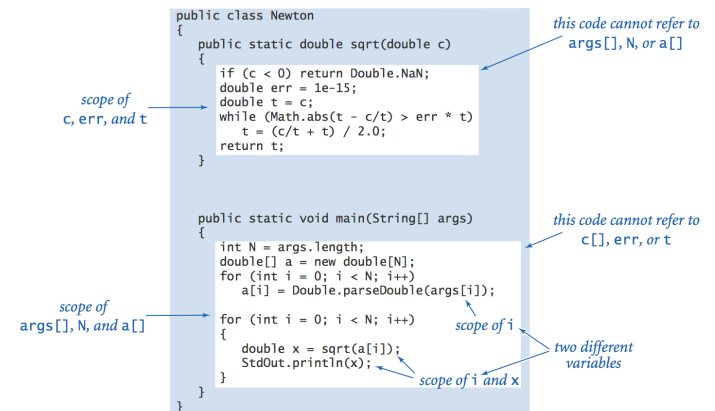 public class Newton
{
public static double sqrt(double c)
{
if (c < 0) return Double.NaN;
double err = 1e-15;
double t = c;
while (Math.abs(t - c/t) > err * t)
t = (c/t + t) / 2.0;
return t;
}
this code cannot refer to
args[], N, or a[]
scope of
c, err, and t
public static void main(String[] args)
{
int N = args.length;
double[] a = new double[N];
for (int i = 0; i < N; i++)
a[i] = Double.parseDouble(args[i]);
for (int i = 0; i < N; i++)
{
double x = sqrt(a[i]);
StdOut.println(x);
}
}
}
this code cannot refer to
c[], err, or t
scope of
args[], N, and a[]
scope of i
two different
variables
scope of i and x